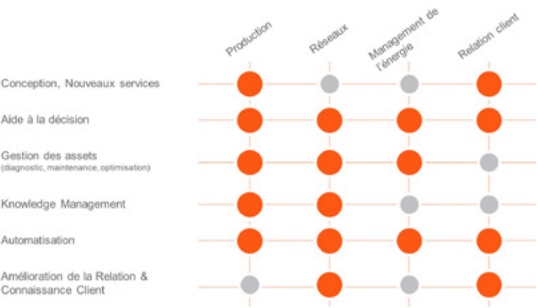 Production
Réseaux
Management de
l'énergie
Relation client
Conception, Nouveaux services
Aide à la décision
Gestion des assets
(diagnostic, maintenance, optimisation)
Knowledge Management
Automatisation
Amélioration de la Relation &
Connaissance Client